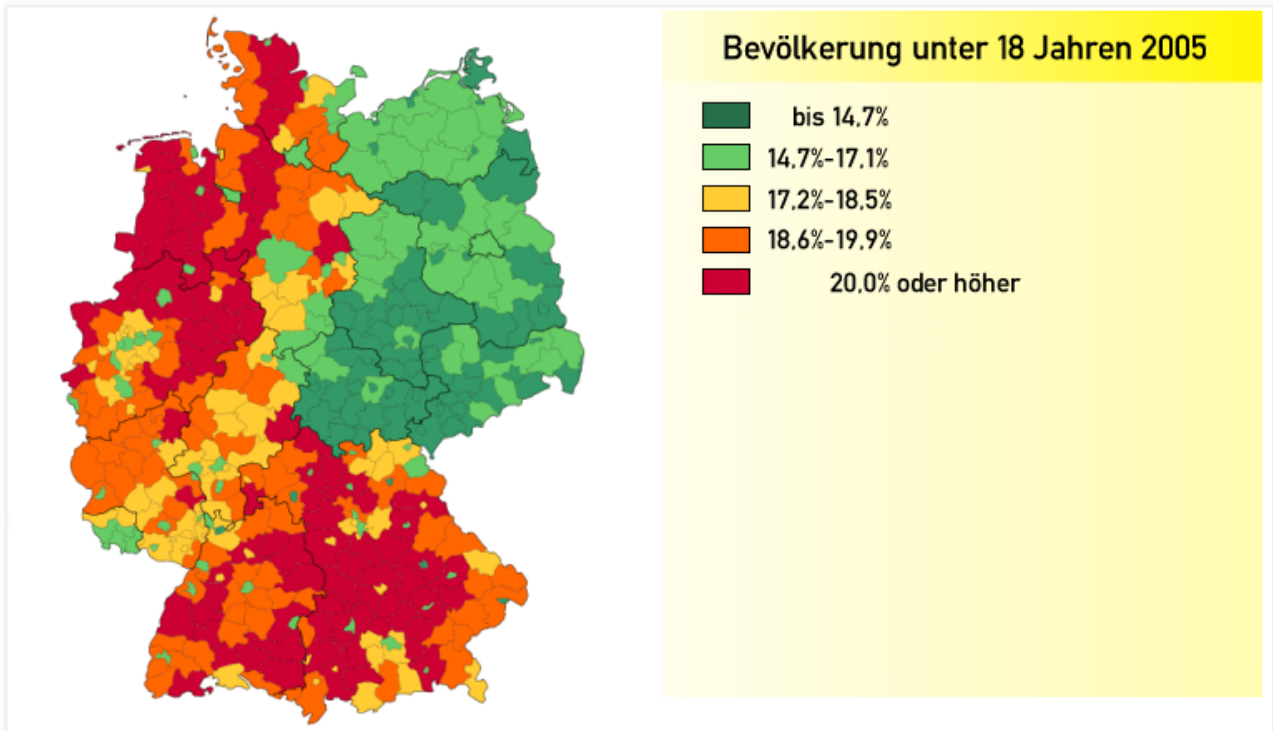 Bevölkerung unter 18 Jahren 2005
bis 14,7%
14,7%-17,1%
17,2%-18,5%
18,6%-19,9%
20,0% oder höher